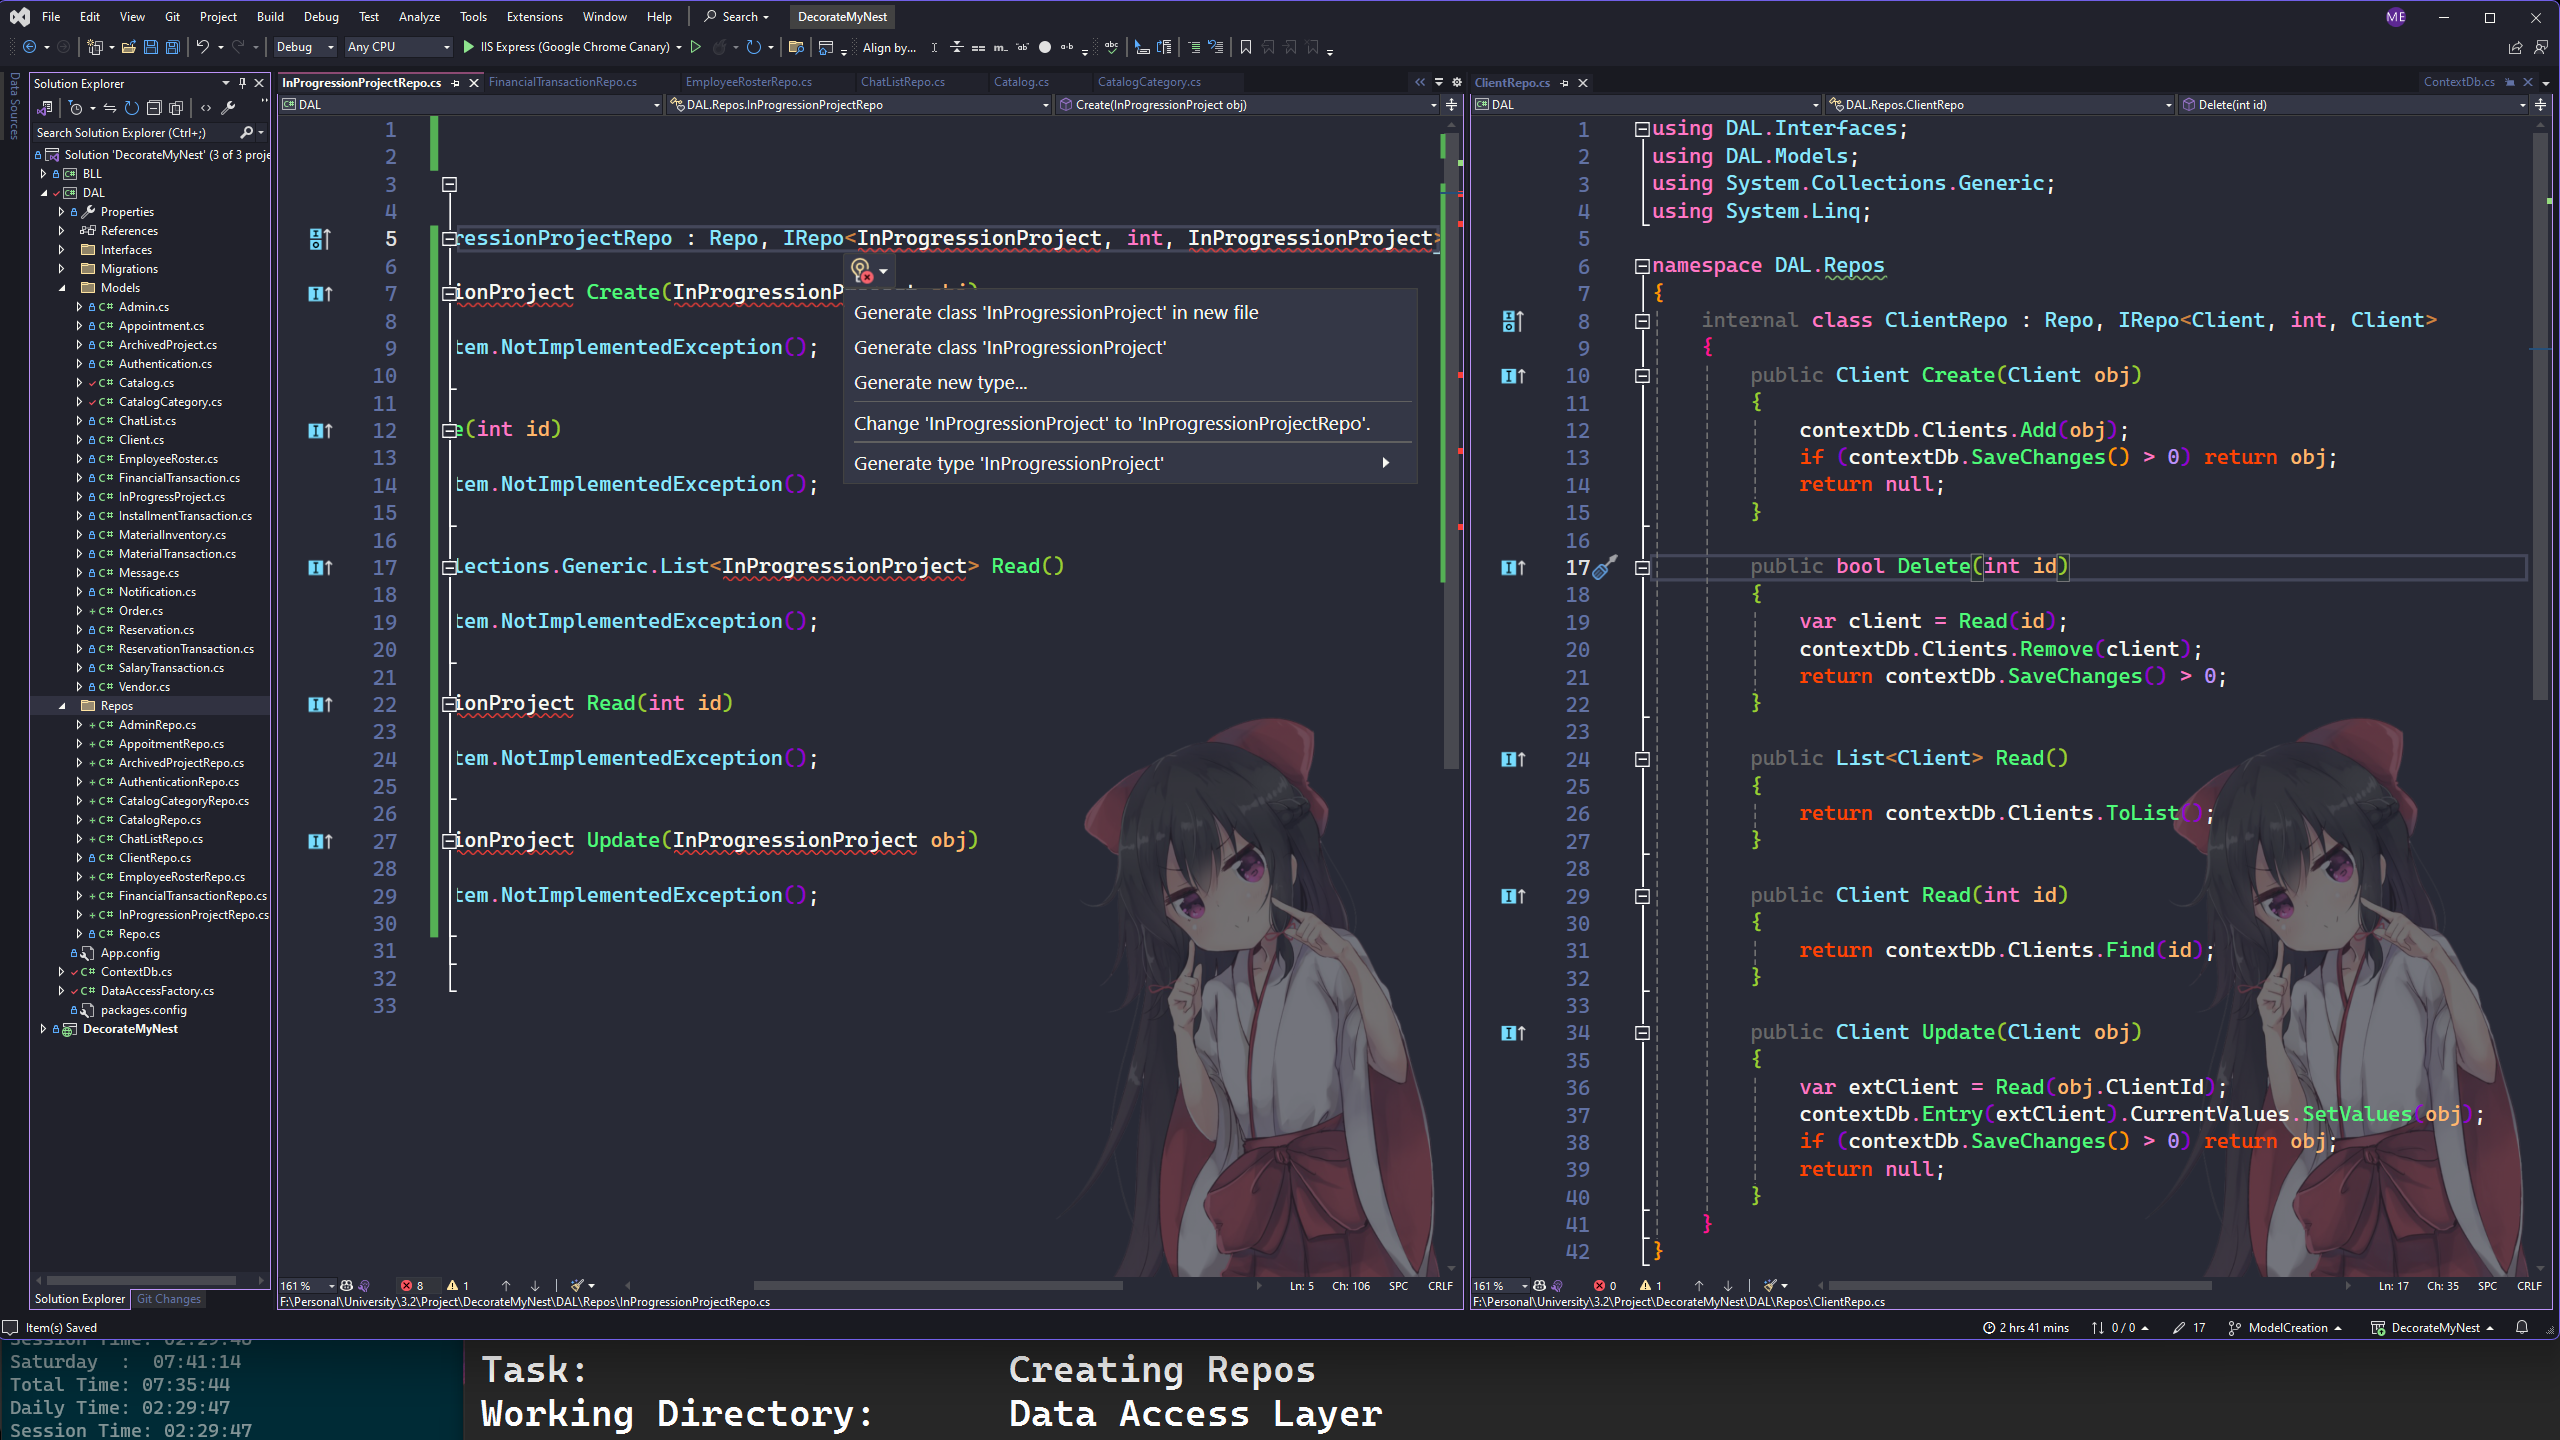 File Edit View Git Project Build Debug Test Analyze Tools Extensions Window Help Search DecorateMyNest ME
Debug Any CPU IIS Express (Google Chrome Canary) Align by...
Data Sources
Solution Explorer
Search Solution Explorer (Ctrl+;)
Solution 'DecorateMyNest' (3 of 3 proje
BLL
DAL
Properties
References
Interfaces
Migrations
Models
Admin.cs
Appointment.cs
ArchivedProject.cs
Authentication.cs
Catalog.cs
CatalogCategory.cs
ChatList.cs
Client.cs
EmployeeRoster.cs
FinancialTransaction.cs
InProgressProject.cs
InstallmentTransaction.cs
MaterialInventory.cs
MaterialTransaction.cs
Message.cs
Notification.cs
Order.cs
Reservation.cs
ReservationTransaction.cs
SalaryTransaction.cs
Vendor.cs
Repos
AdminRepo.cs
AppoitmentRepo.cs
ArchivedProjectRepo.cs
AuthenticationRepo.cs
CatalogCategoryRepo.cs
CatalogRepo.cs
ChatListRepo.cs
ClientRepo.cs
EmployeeRosterRepo.cs
FinancialTransactionRepo.cs
InProgressionProjectRepo.cs
Repo.cs
App.config
ContextDb.cs
DataAccessFactory.cs
packages.config
DecorateMyNest
Solution Explorer Git Changes
InProgressionProjectRepo.cs FinancialTransactionRepo.cs EmployeeRosterRepo.cs ChatListRepo.cs Catalog.cs CatalogCategory.cs
DAL DAL.Repos.InProgressionProjectRepo Create(InProgressionProject obj)
1
2
3
4
5 ressionProjectRepo : Repo, IRepo<InProgressionProject, int, InProgressionProject>
6
7 ionProject Create(InProgressionP
8
9 tem.NotImplementedException();
10
11
12 e(int id)
13
14 tem.NotImplementedException();
15
16
17 lections.Generic.List<InProgressionProject> Read()
18
19 tem.NotImplementedException();
20
21
22 ionProject Read(int id)
23
24 tem.NotImplementedException();
25
26
27 ionProject Update(InProgressionProject obj)
28
29 tem.NotImplementedException();
30
31
32
33
Generate class 'InProgressionProject' in new file
Generate class 'InProgressionProject'
Generate new type...
Change 'InProgressionProject' to 'InProgressionProjectRepo'.
Generate type 'InProgressionProject'
161 % 8 1 Ln: 5 Ch: 106 SPC CRLF
F:\Personal\University\3.2\Project\DecorateMyNest\DAL\Repos\InProgressionProjectRepo.cs
ClientRepo.cs ContextDb.cs
DAL DAL.Repos.ClientRepo Delete(int id)
1 using DAL.Interfaces;
2 using DAL.Models;
3 using System.Collections.Generic;
4 using System.Linq;
5
6 namespace DAL.Repos
7 {
8 internal class ClientRepo : Repo, IRepo<Client, int, Client>
9 {
10 public Client Create(Client obj)
11 {
12 contextDb.Clients.Add(obj);
13 if (contextDb.SaveChanges() > 0) return obj;
14 return null;
15 }
16
17 public bool Delete(int id)
18 {
19 var client = Read(id);
20 contextDb.Clients.Remove(client);
21 return contextDb.SaveChanges() > 0;
22 }
23
24 public List<Client> Read()
25 {
26 return contextDb.Clients.ToList();
27 }
28
29 public Client Read(int id)
30 {
31 return contextDb.Clients.Find(id);
32 }
33
34 public Client Update(Client obj)
35 {
36 var extClient = Read(obj.ClientId);
37 contextDb.Entry(extClient).CurrentValues.SetValues(obj);
38 if (contextDb.SaveChanges() > 0) return obj;
39 return null;
40 }
41 }
42 }
161 % 0 1 Ln: 17 Ch: 35 SPC CRLF
F:\Personal\University\3.2\Project\DecorateMyNest\DAL\Repos\ClientRepo.cs
Item(s) Saved 2 hrs 41 mins 0 / 0 17 ModelCreation DecorateMyNest
Session Time: 02:29:46
Saturday : 07:41:14
Total Time: 07:35:44
Daily Time: 02:29:47
Session Time: 02:29:47
Task: Creating Repos
Working Directory: Data Access Layer